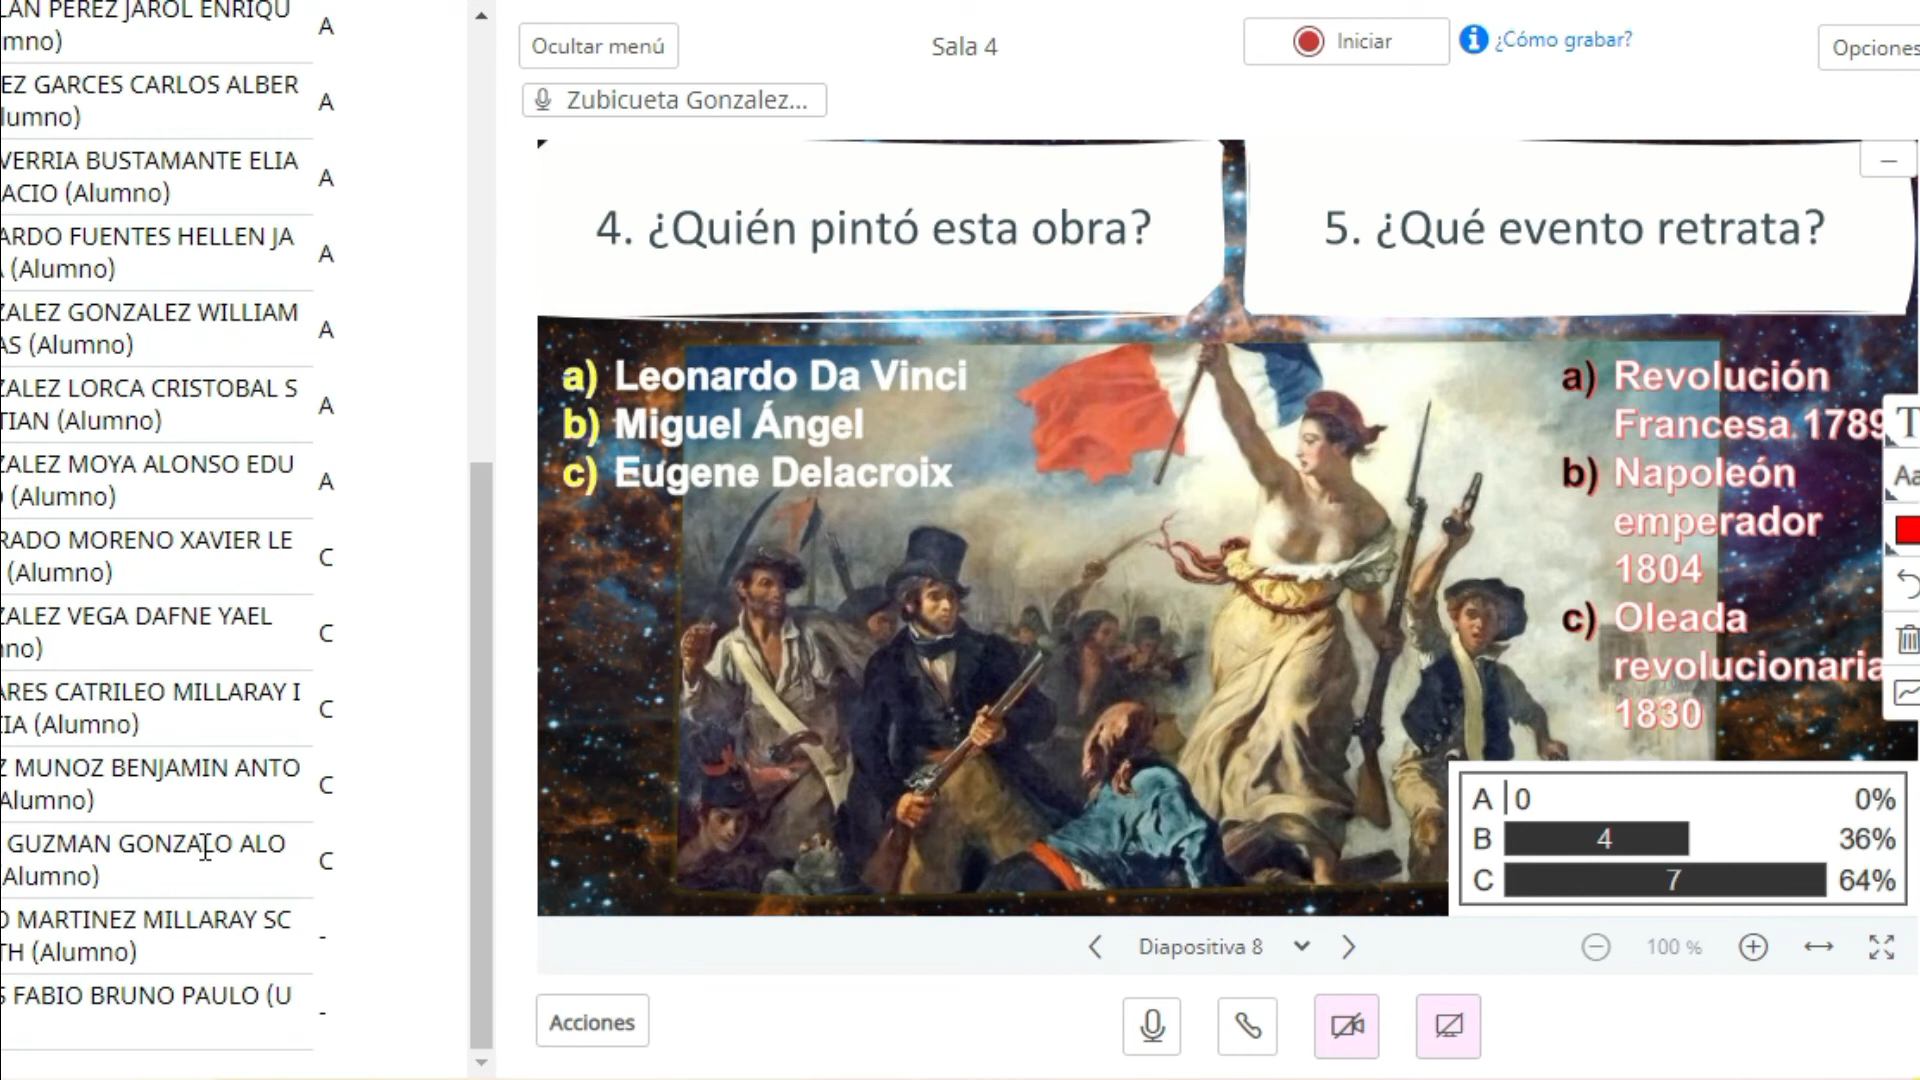 LAN PEREZ JAROL ENRIQU
mno)
A
EZ GARCES CARLOS ALBER
lumno)
A
VERRIA BUSTAMANTE ELIA
ACIO (Alumno)
A
ARDO FUENTES HELLEN JA
(Alumno)
A
ZALEZ GONZALEZ WILLIAM
AS (Alumno)
A
ZALEZ LORCA CRISTOBAL S
TIAN (Alumno)
A
ZALEZ MOYA ALONSO EDU
(Alumno)
A
RADO MORENO XAVIER LE
(Alumno)
C
ZALEZ VEGA DAFNE YAEL
no)
C
ARES CATRILEO MILLARAY I
IA (Alumno)
C
Z MUNOZ BENJAMIN ANTO
Alumno)
C
GUZMAN GONZALO ALO
Alumno)
C
O MARTINEZ MILLARAY SC
TH (Alumno)
-
S FABIO BRUNO PAULO (U
-
Ocultar menú
Sala 4
Iniciar
¿Cómo grabar?
Opciones
Zubicueta Gonzalez...
4. ¿Quién pintó esta obra?
5. ¿Qué evento retrata?
a) Leonardo Da Vinci
b) Miguel Ángel
c) Eugene Delacroix
a) Revolución
Francesa 1789
b) Napoleón
emperador
1804
c) Oleada
revolucionaria
1830
T
Aa
A 0 0%
B 4 36%
C 7 64%
Diapositiva 8
100 %
Acciones